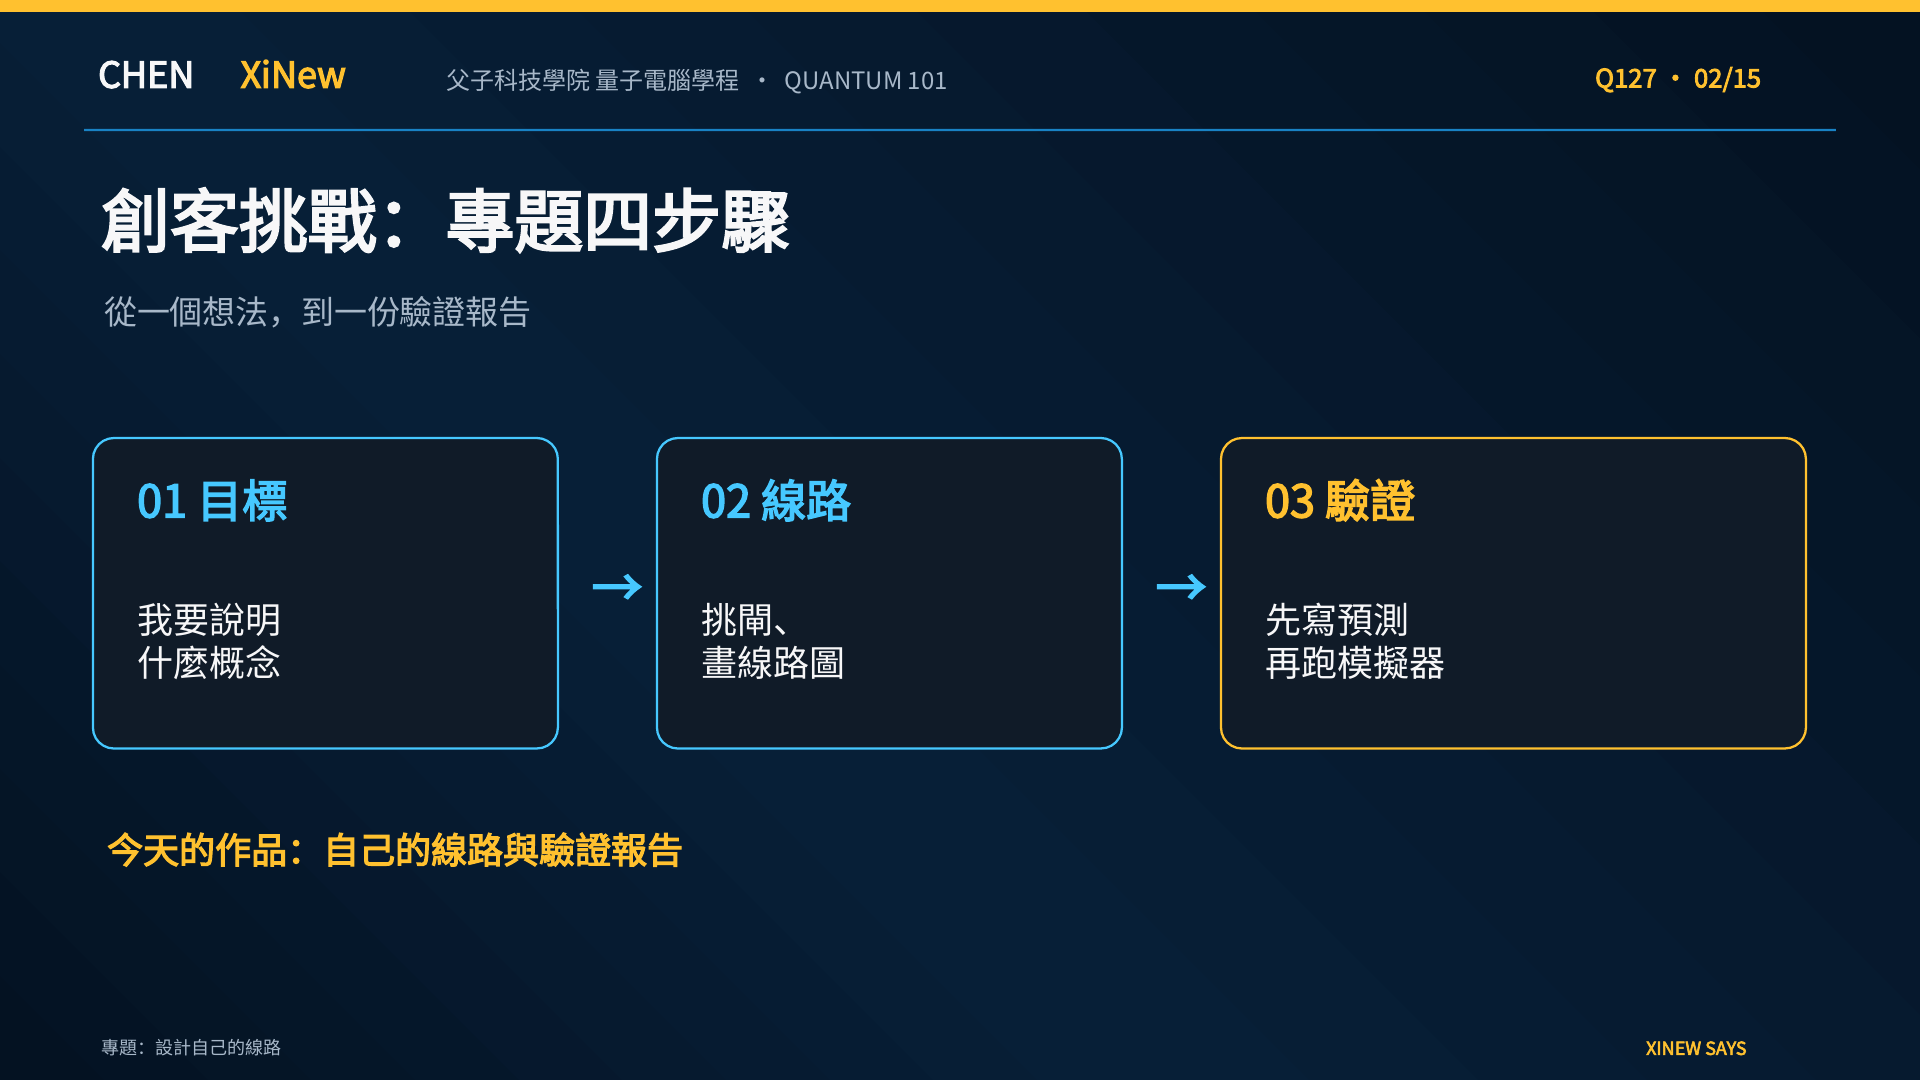 CHEN XiNew 父子科技學院 量子電腦學程 • QUANTUM 101 Q127 • 02/15
創客挑戰：專題四步驟
從一個想法，到一份驗證報告
01 目標
我要說明
什麼概念
→
02 線路
挑閘、
畫線路圖
→
03 驗證
先寫預測
再跑模擬器
今天的作品：自己的線路與驗證報告
專題：設計自己的線路 XINEW SAYS